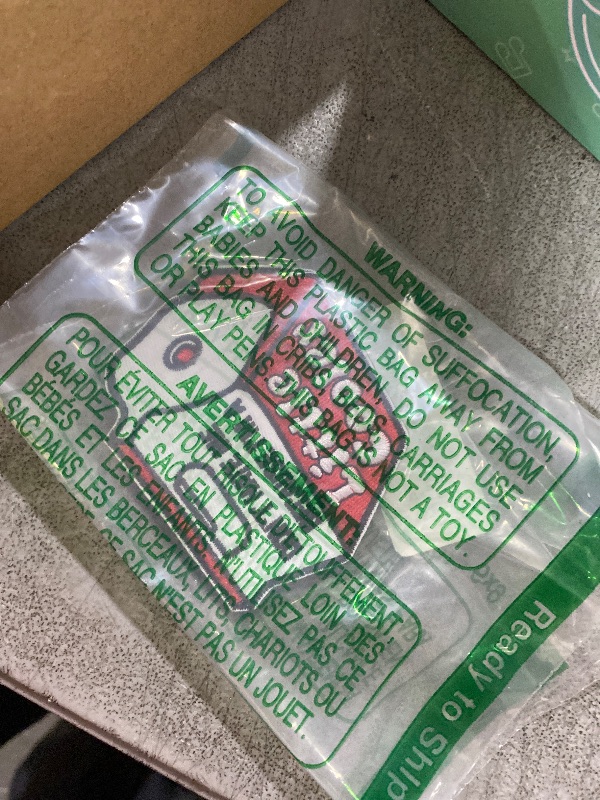 WARNING:
TO AVOID DANGER OF SUFFOCATION,
KEEP THIS PLASTIC BAG AWAY FROM
BABIES AND CHILDREN. DO NOT USE
THIS BAG IN CRIBS, BEDS, CARRIAGES
OR PLAY PENS. THIS BAG IS NOT A TOY.
AVERTISSEMENT:
POUR ÉVITER TOUT RISQUE D'ÉTOUFFEMENT,
GARDEZ CE SAC EN PLASTIQUE LOIN DES
BÉBÉS ET LES ENFANTS. N'UTILISEZ PAS CE
SAC DANS LES BERCEAUX, LITS, CHARIOTS OU
CE SAC N'EST PAS UN JOUET.
Ready to Ship